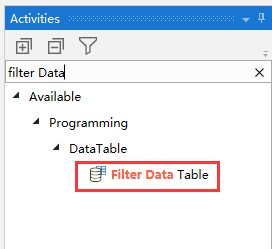 Activities
filter Data
Available
Programming
DataTable
Filter Data Table